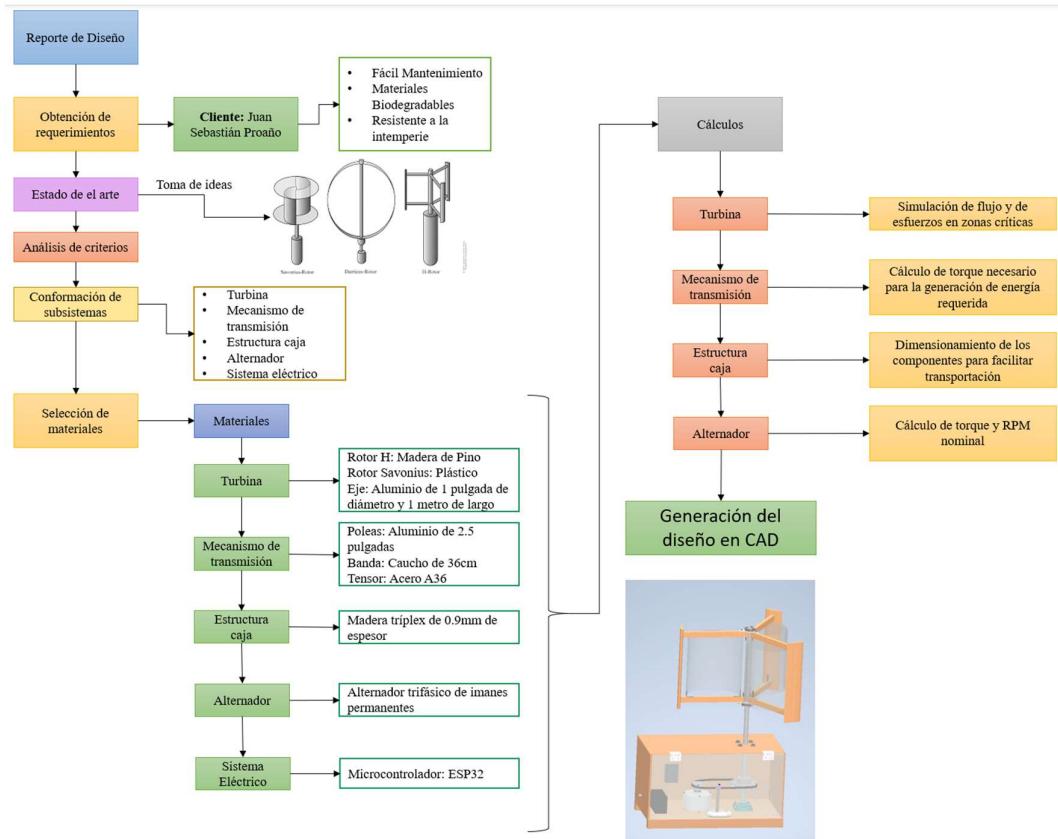 Reporte de Diseño
Obtención de
requerimientos
Cliente: Juan
Sebastián Proaño
• Fácil Mantenimiento
• Materiales
Biodegradables
• Resistente a la
intemperie
Estado de el arte
Toma de ideas
Savonius-Rotor
Darrieus-Rotor
H-Rotor
Análisis de criterios
Conformación de
subsistemas
• Turbina
• Mecanismo de
transmisión
• Estructura caja
• Alternador
• Sistema eléctrico
Selección de
materiales
Materiales
Turbina
Rotor H: Madera de Pino
Rotor Savonius: Plástico
Eje: Aluminio de 1 pulgada de
diámetro y 1 metro de largo
Mecanismo de
transmisión
Poleas: Aluminio de 2.5
pulgadas
Banda: Caucho de 36cm
Tensor: Acero A36
Estructura
caja
Madera tríplex de 0.9mm de
espesor
Alternador
Alternador trifásico de imanes
permanentes
Sistema
Eléctrico
Microcontrolador: ESP32
Cálculos
Turbina
Simulación de flujo y de
esfuerzos en zonas críticas
Mecanismo de
transmisión
Cálculo de torque necesario
para la generación de energía
requerida
Estructura
caja
Dimensionamiento de los
componentes para facilitar
transportación
Alternador
Cálculo de torque y RPM
nominal
Generación del
diseño en CAD